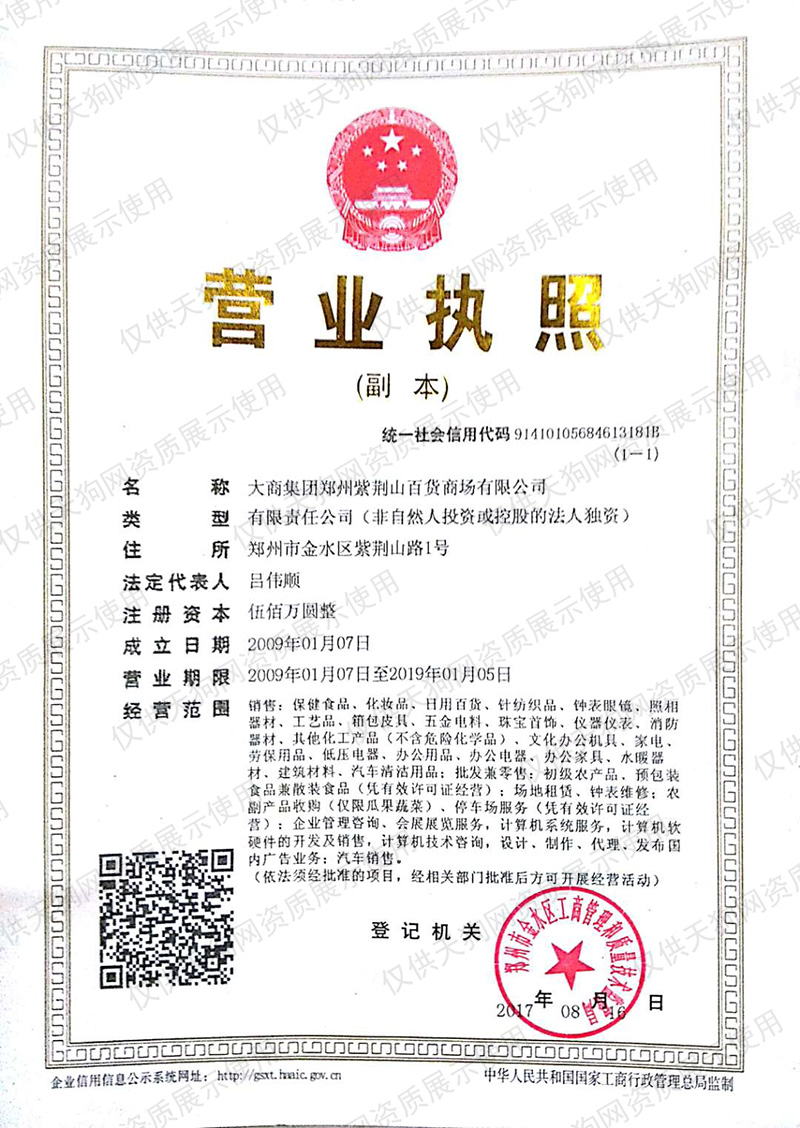 营业执照
(副 本)
统一社会信用代码 91410105684613181B
(1—1)
名称 大商集团郑州紫荆山百货商场有限公司
类型 有限责任公司（非自然人投资或控股的法人独资）
住所 郑州市金水区紫荆山路1号
法定代表人 吕伟顺
注册资本 伍佰万圆整
成立日期 2009年01月07日
营业期限 2009年01月07日至2019年01月05日
经营范围 销售：保健食品、化妆品、日用百货、针纺织品、钟表眼镜、照相
器材、工艺品、箱包皮具、五金电料、珠宝首饰、仪器仪表、消防
器材、其他化工产品（不含危险化学品）、文化办公机具、家电、
劳保用品、低压电器、办公用品、办公电器、办公家具、水暖器
材、建筑材料、汽车清洁用品；批发兼零售：初级农产品、预包装
食品兼散装食品（凭有效许可证经营）；场地租赁、钟表维修；农
副产品收购（仅限瓜果蔬菜）、停车场服务（凭有效许可证经
营）；企业管理咨询、会展展览服务，计算机系统服务，计算机软
硬件的开发及销售，计算机技术咨询，设计、制作、代理、发布国
内广告业务；汽车销售。
（依法须经批准的项目，经相关部门批准后方可开展经营活动）
登记机关
郑州市金水区工商管理和质量技术监督局
2017年08月16日
企业信用信息公示系统网址：http://gsxt.haaic.gov.cn
中华人民共和国国家工商行政管理总局监制
仅供天狗网资质展示使用